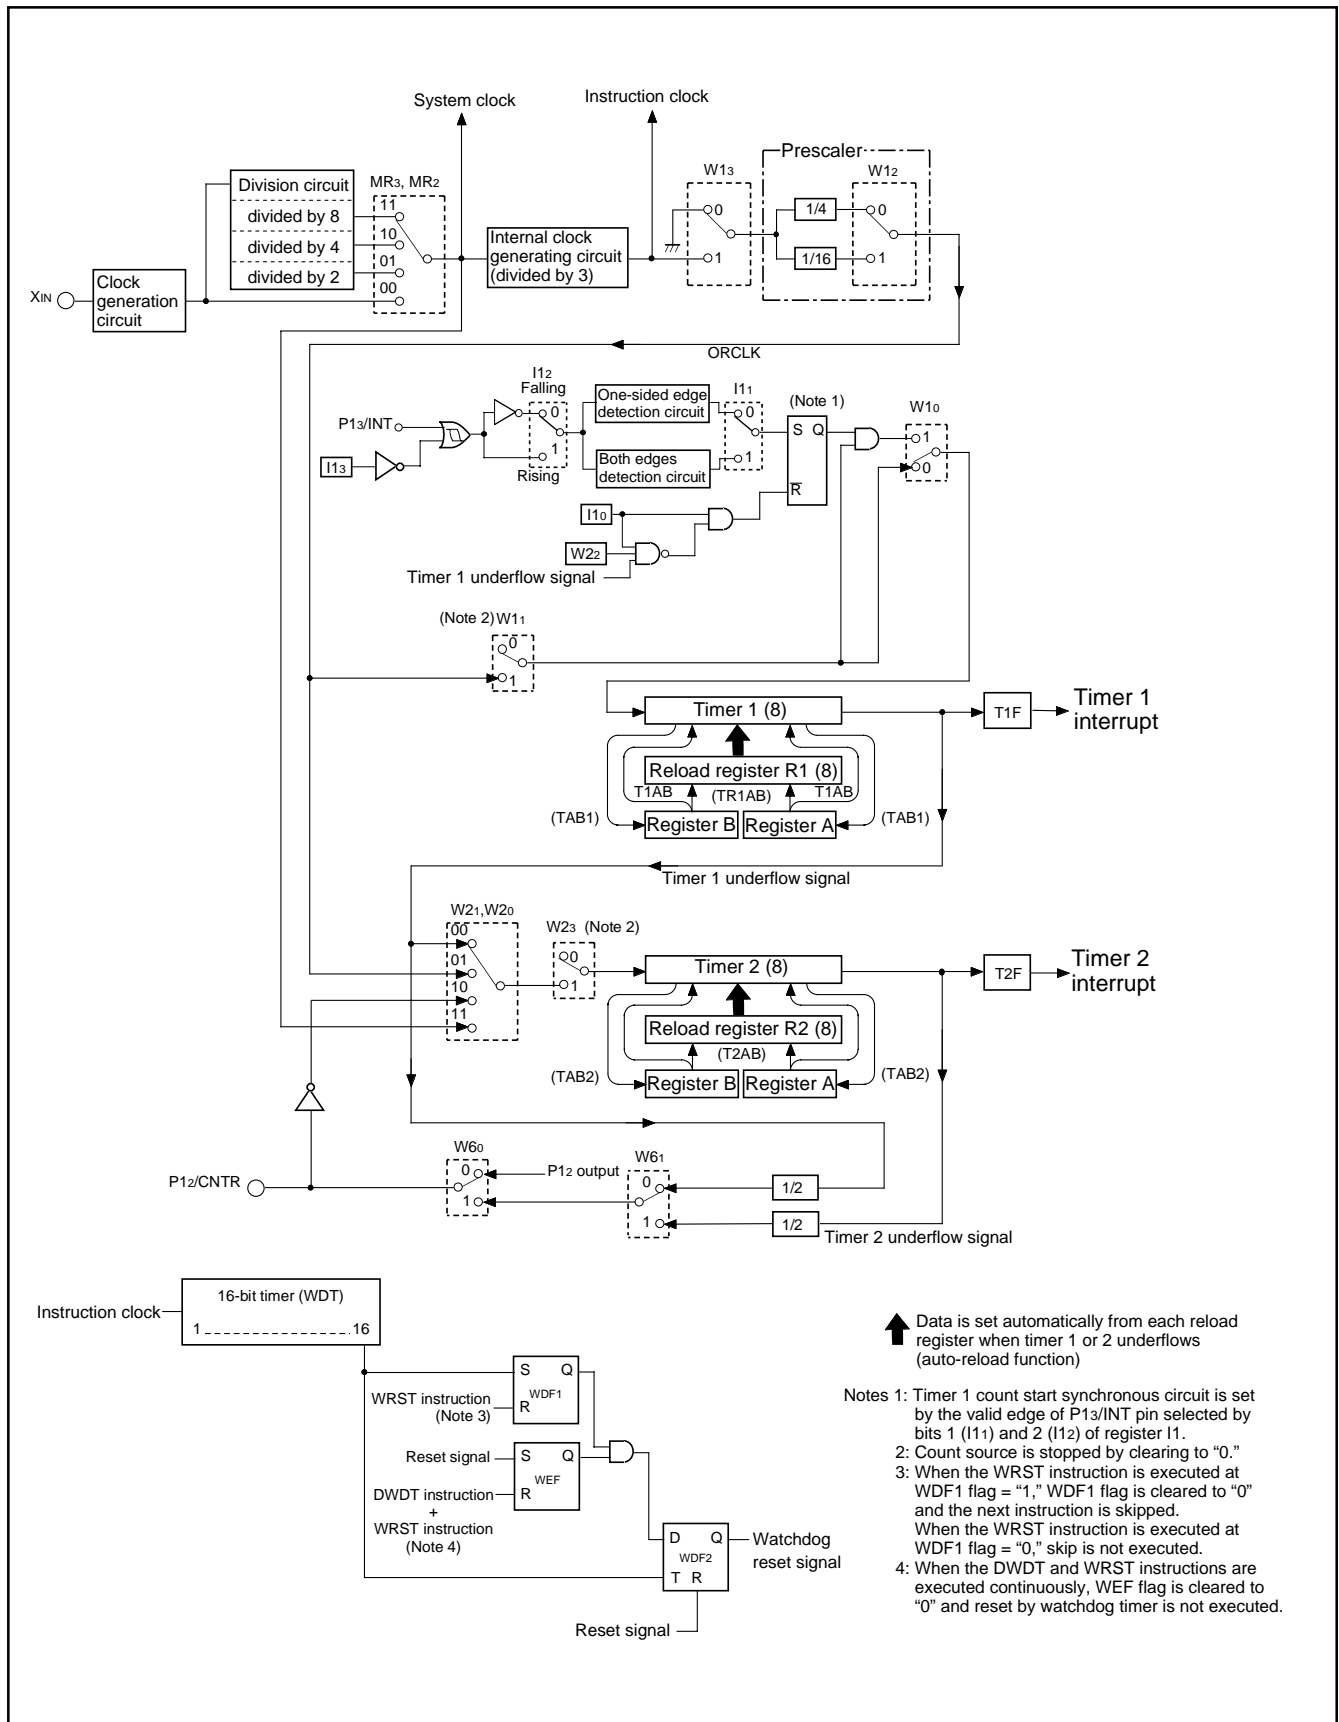 System clock
Instruction clock
Prescaler
W13
W12
Division circuit
divided by 8
divided by 4
divided by 2
MR3, MR2
11
10
01
00
Internal clock
generating circuit
(divided by 3)
0
1
1/4
1/16
0
1
XIN
Clock
generation
circuit
ORCLK
I12
Falling
0
1
Rising
One-sided edge
detection circuit
Both edges
detection circuit
I11
0
1
(Note 1)
S Q
R
W10
1
0
P13/INT
I13
I10
W22
Timer 1 underflow signal
(Note 2) W11
0
1
Timer 1 (8)
T1F
Timer 1
interrupt
Reload register R1 (8)
T1AB
(TR1AB)
T1AB
(TAB1)
Register B
Register A
(TAB1)
Timer 1 underflow signal
W21,W20
00
01
10
11
W23 (Note 2)
0
1
Timer 2 (8)
T2F
Timer 2
interrupt
Reload register R2 (8)
(T2AB)
(TAB2)
Register B
Register A
(TAB2)
P12/CNTR
W60
0
1
P12 output
W61
0
1
1/2
1/2
Timer 2 underflow signal
Instruction clock
16-bit timer (WDT)
1 16
S Q
WDF1
R
WRST instruction
(Note 3)
Reset signal
S Q
WEF
R
DWDT instruction
+
WRST instruction
(Note 4)
D Q
WDF2
T R
Watchdog
reset signal
Reset signal
Data is set automatically from each reload
register when timer 1 or 2 underflows
(auto-reload function)
Notes 1: Timer 1 count start synchronous circuit is set
by the valid edge of P13/INT pin selected by
bits 1 (I11) and 2 (I12) of register I1.
2: Count source is stopped by clearing to “0.”
3: When the WRST instruction is executed at
WDF1 flag = “1,” WDF1 flag is cleared to “0”
and the next instruction is skipped.
When the WRST instruction is executed at
WDF1 flag = “0,” skip is not executed.
4: When the DWDT and WRST instructions are
executed continuously, WEF flag is cleared to
“0” and reset by watchdog timer is not executed.